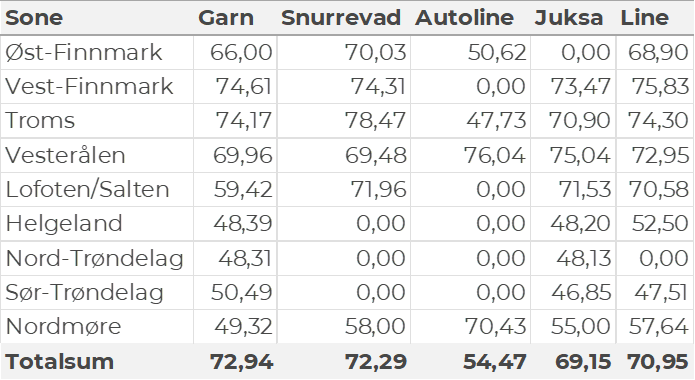 Sone Garn Snurrevad Autoline Juksa Line
Øst-Finnmark 66,00 70,03 50,62 0,00 68,90
Vest-Finnmark 74,61 74,31 0,00 73,47 75,83
Troms 74,17 78,47 47,73 70,90 74,30
Vesterålen 69,96 69,48 76,04 75,04 72,95
Lofoten/Salten 59,42 71,96 0,00 71,53 70,58
Helgeland 48,39 0,00 0,00 48,20 52,50
Nord-Trøndelag 48,31 0,00 0,00 48,13 0,00
Sør-Trøndelag 50,49 0,00 0,00 46,85 47,51
Nordmøre 49,32 58,00 70,43 55,00 57,64
Totalsum 72,94 72,29 54,47 69,15 70,95